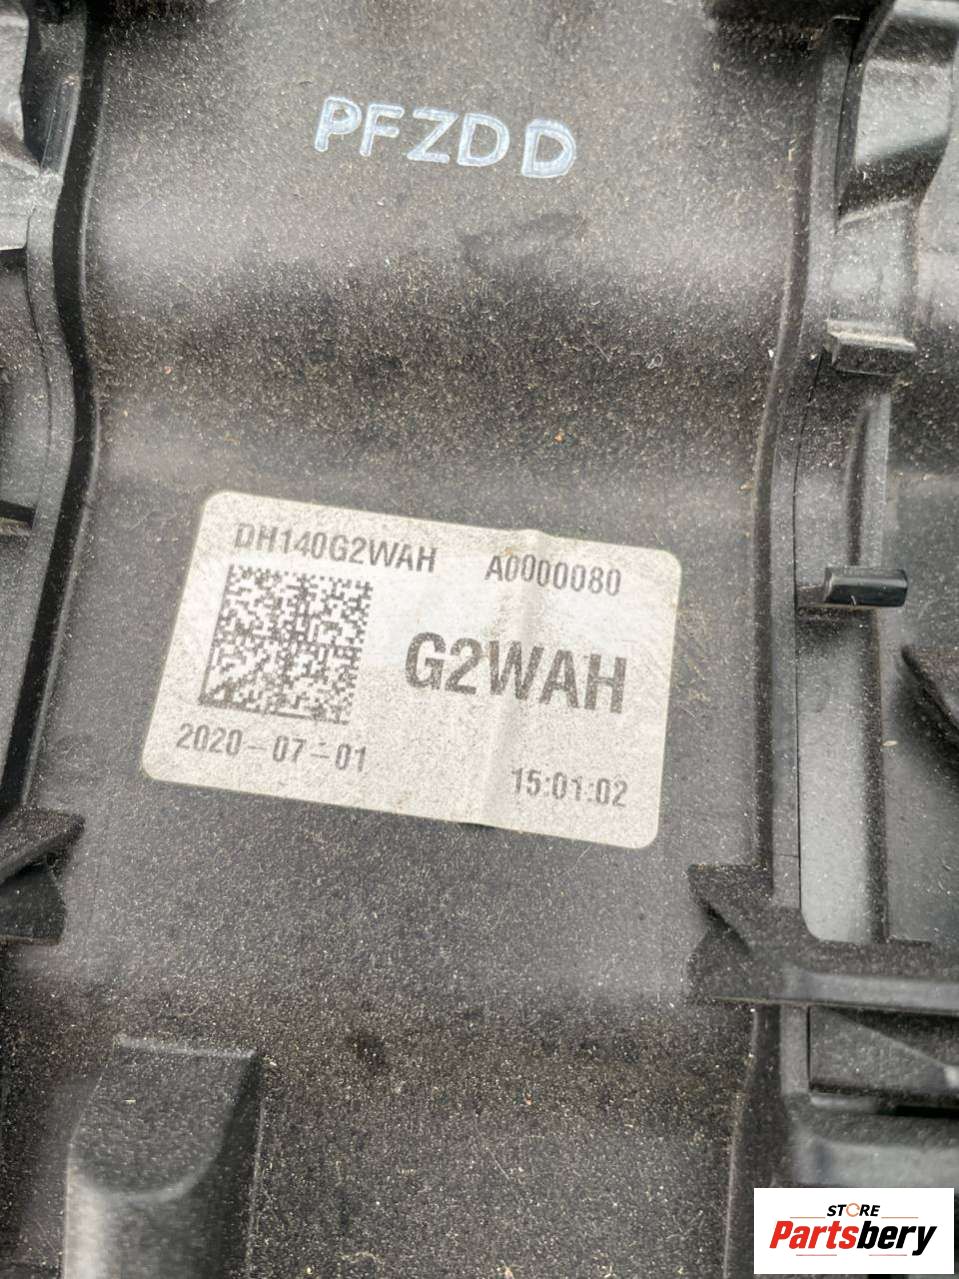 PFZDD
DH140G2WAH A0000080
G2WAH
2020-07-01 15:01:02
STORE
Partsbery